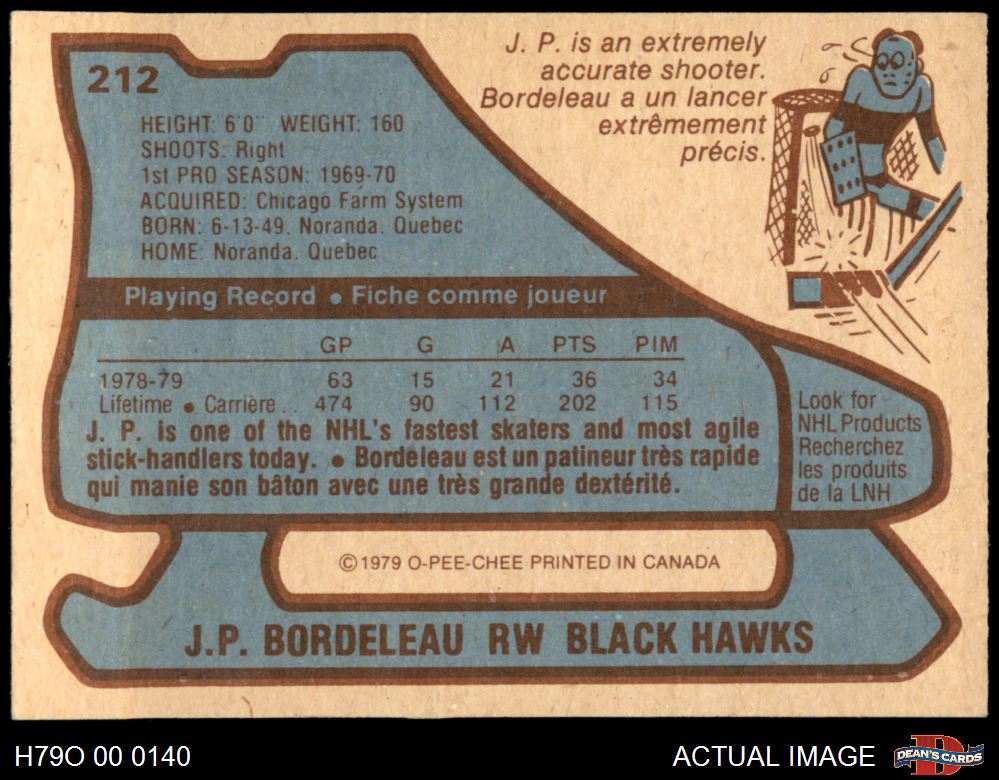 212
J. P. is an extremely
accurate shooter.
Bordeleau a un lancer
extrêmement
précis.
HEIGHT: 6'0" WEIGHT: 160
SHOOTS: Right
1st PRO SEASON: 1969-70
ACQUIRED: Chicago Farm System
BORN: 6-13-49. Noranda. Quebec
HOME: Noranda. Quebec
Playing Record • Fiche comme joueur
GP G A PTS PIM
1978-79 63 15 21 36 34
Lifetime • Carrière.. 474 90 112 202 115
J. P. is one of the NHL's fastest skaters and most agile
stick-handlers today. • Bordeleau est un patineur très rapide
qui manie son bâton avec une très grande dextérité.
Look for
NHL Products
Recherchez
les produits
de la LNH
©1979 O-PEE-CHEE PRINTED IN CANADA
J.P. BORDELEAU RW BLACK HAWKS
H79O 00 0140
ACTUAL IMAGE
DEAN'S CARDS